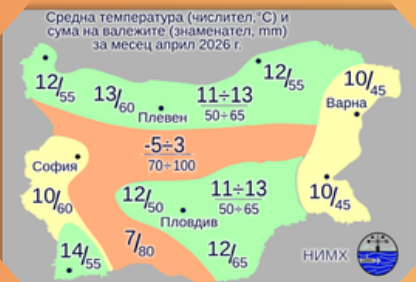 Средна температура (числител,°C) и
сума на валежите (знаменател, mm)
за месец април 2026 г.
12/55
13/60
Плевен
11÷13
50÷65
12/55
10/45
Варна
-5÷3
70÷100
София
10/60
12/50
Пловдив
11÷13
50÷65
10/45
14/55
7/80
12/65
НИМХ